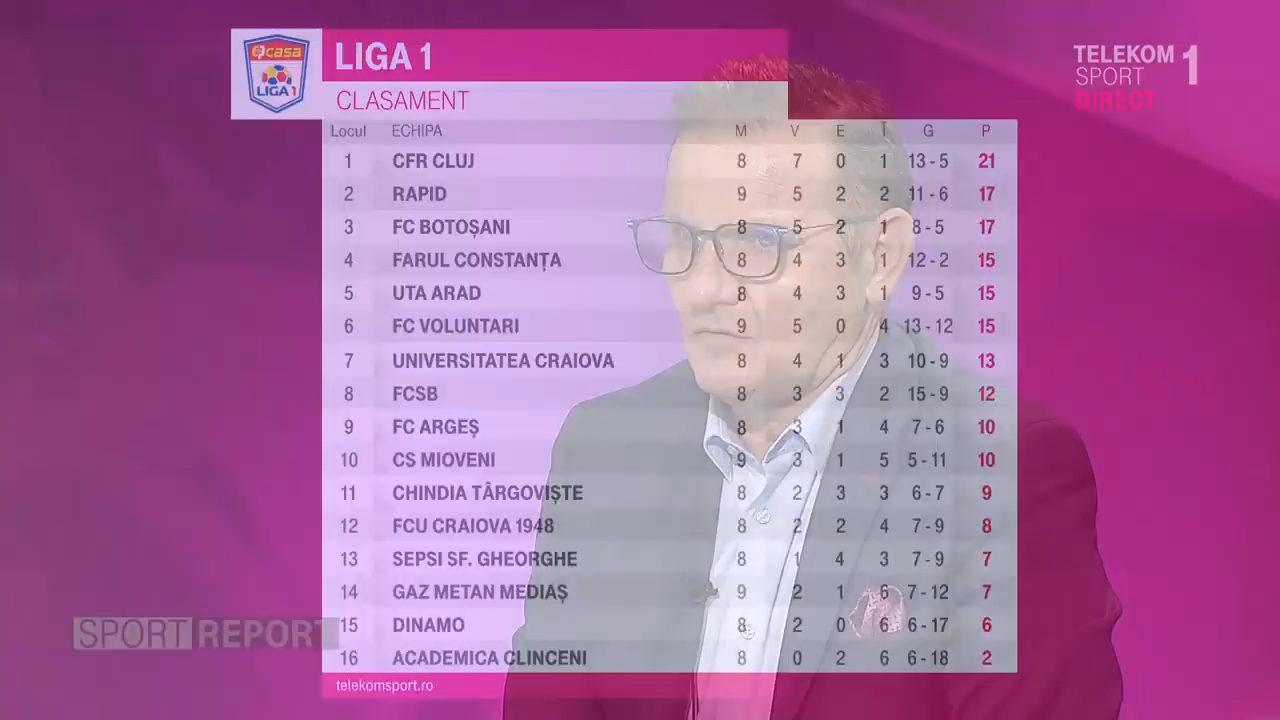 casa
LIGA 1
LIGA 1
CLASAMENT
TELEKOM 1
SPORT
DIRECT
Locul ECHIPA M V E Î G P
1 CFR CLUJ 8 7 0 1 13 - 5 21
2 RAPID 9 5 2 2 11 - 6 17
3 FC BOTOȘANI 8 5 2 1 8 - 5 17
4 FARUL CONSTANȚA 8 4 3 1 12 - 2 15
5 UTA ARAD 8 4 3 1 9 - 5 15
6 FC VOLUNTARI 9 5 0 4 13 - 12 15
7 UNIVERSITATEA CRAIOVA 8 4 1 3 10 - 9 13
8 FCSB 8 3 3 2 15 - 9 12
9 FC ARGEȘ 8 3 1 4 7 - 6 10
10 CS MIOVENI 9 3 1 5 5 - 11 10
11 CHINDIA TÂRGOVIȘTE 8 2 3 3 6 - 7 9
12 FCU CRAIOVA 1948 8 2 2 4 7 - 9 8
13 SEPSI SF. GHEORGHE 8 1 4 3 7 - 9 7
14 GAZ METAN MEDIAȘ 9 2 1 6 7 - 12 7
15 DINAMO 8 2 0 6 6 - 17 6
16 ACADEMICA CLINCENI 8 0 2 6 6 - 18 2
SPORT REPORT
telekomsport.ro